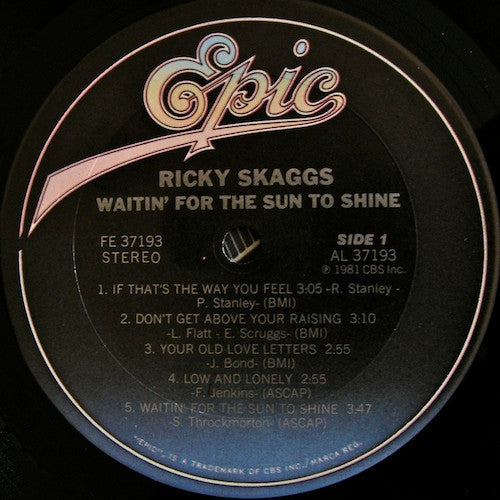 Epic
RICKY SKAGGS
WAITIN' FOR THE SUN TO SHINE
FE 37193
STEREO
SIDE 1
AL 37193
℗ 1981 CBS Inc.
1. IF THAT'S THE WAY YOU FEEL 3:05 -R. Stanley -
P. Stanley- (BMI)
2. DON'T GET ABOVE YOUR RAISING 3:10
-L. Flatt - E. Scruggs- (BMI)
3. YOUR OLD LOVE LETTERS 2:55
-J. Bond- (BMI)
4. LOW AND LONELY 2:55
-F. Jenkins- (ASCAP)
5. WAITIN' FOR THE SUN TO SHINE 3:47
S. Throckmorton- (ASCAP)
"EPIC", IS A TRADEMARK OF CBS INC./MARCA REG.